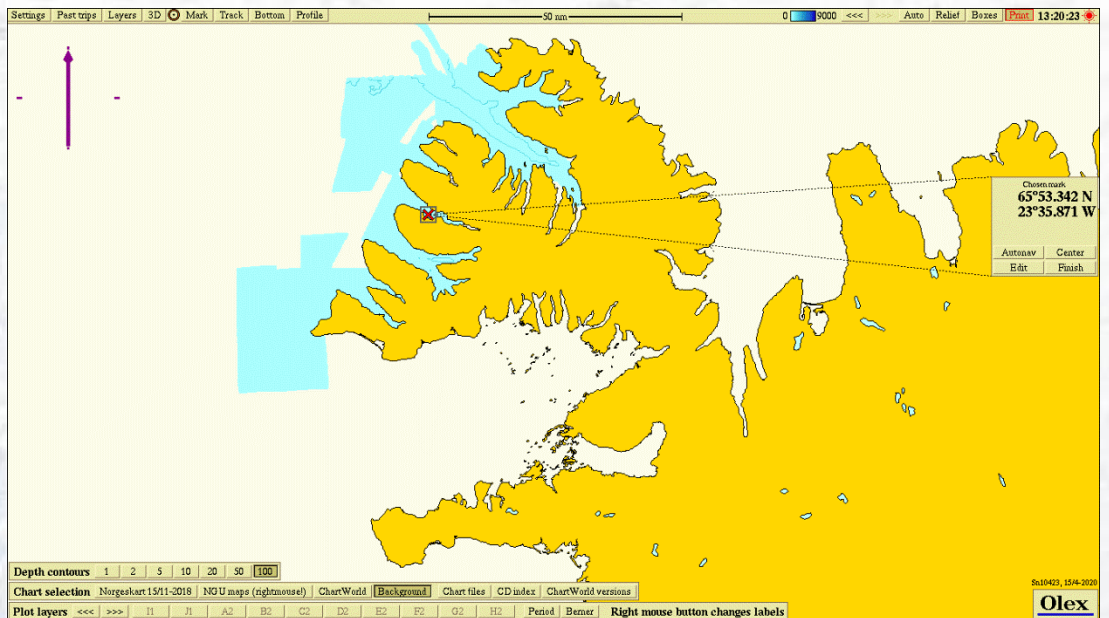 Settings Past trips Layers 3D Mark Track Bottom Profile 50 nm 0 9000 <<< >>> Auto Relief Boxes Print 13:20:23
Chosen mark
65°53.342 N
23°35.871 W
Autonav Center
Edit Finish
Depth contours 1 2 5 10 20 50 100
Sn10423, 15/4-2020
Chart selection Norgeskart 15/11-2018 NGU maps (rightmouse!) ChartWorld Background Chart files CD index ChartWorld versions
Plot layers <<< >>> I1 J1 A2 B2 C2 D2 E2 F2 G2 H2 Period Berner Right mouse button changes labels
Olex